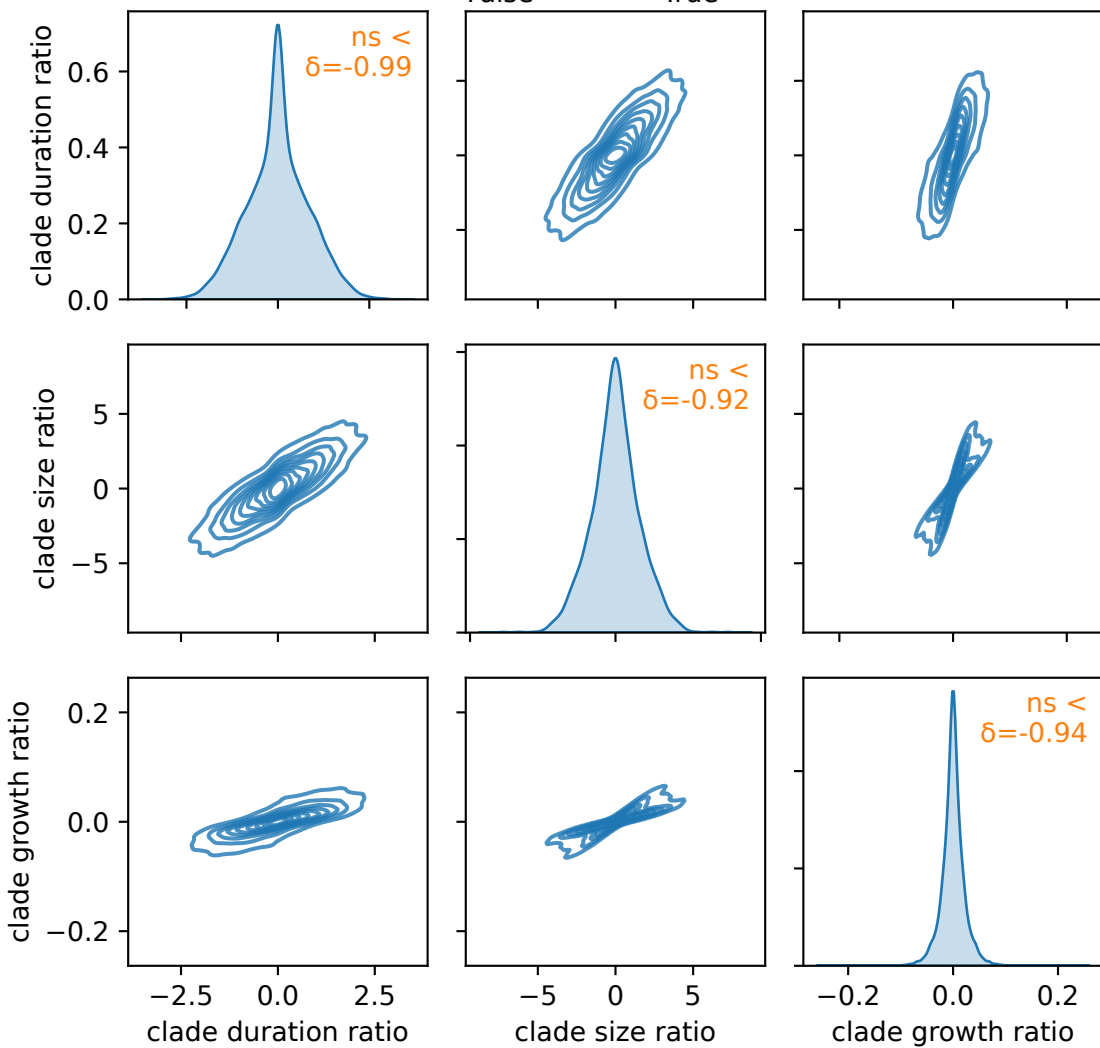 False True
clade duration ratio
0.6
0.4
0.2
0.0
ns <
δ=-0.99
clade size ratio
5
0
−5
ns <
δ=-0.92
clade growth ratio
0.2
0.0
−0.2
ns <
δ=-0.94
−2.5 0.0 2.5
−5 0 5
−0.2 0.0 0.2
clade duration ratio
clade size ratio
clade growth ratio